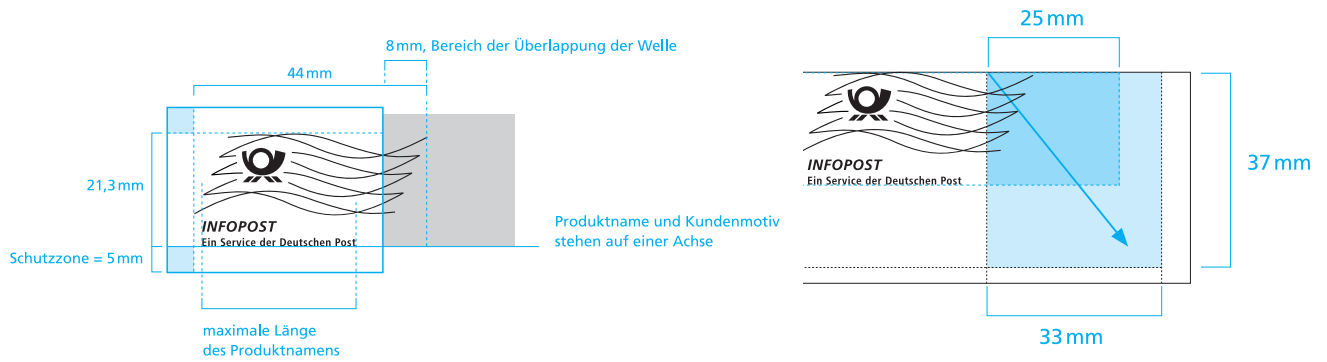 8 mm, Bereich der Überlappung der Welle
44 mm
21,3 mm
INFOPOST
Ein Service der Deutschen Post
Schutzzone = 5 mm
Produktname und Kundenmotiv
stehen auf einer Achse
maximale Länge
des Produktnamens
25 mm
INFOPOST
Ein Service der Deutschen Post
37 mm
33 mm